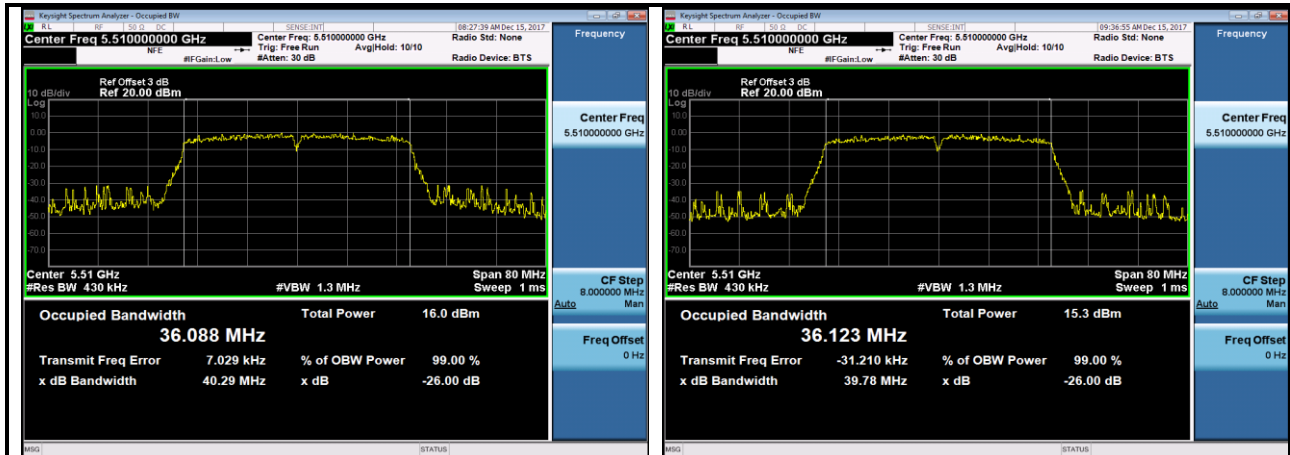 Keysight Spectrum Analyzer - Occupied BW
RL RF 50 Ω DC SENSE:INT 08:27:39 AM Dec 15, 2017
Center Freq 5.510000000 GHz
NFE
#IFGain:Low
Center Freq: 5.510000000 GHz
Trig: Free Run Avg|Hold: 10/10
#Atten: 30 dB
Radio Std: None
Radio Device: BTS
Ref Offset 3 dB
10 dB/div Ref 20.00 dBm
Log
10.0
0.00
-10.0
-20.0
-30.0
-40.0
-50.0
-60.0
-70.0
Center 5.51 GHz Span 80 MHz
#Res BW 430 kHz #VBW 1.3 MHz Sweep 1 ms
Occupied Bandwidth Total Power 16.0 dBm
36.088 MHz
Transmit Freq Error 7.029 kHz % of OBW Power 99.00 %
x dB Bandwidth 40.29 MHz x dB -26.00 dB
MSG STATUS
Frequency
Center Freq
5.510000000 GHz
CF Step
8.000000 MHz
Auto Man
Freq Offset
0 Hz
Keysight Spectrum Analyzer - Occupied BW
RL RF 50 Ω DC SENSE:INT 09:36:55 AM Dec 15, 2017
Center Freq 5.510000000 GHz
NFE
#IFGain:Low
Center Freq: 5.510000000 GHz
Trig: Free Run Avg|Hold: 10/10
#Atten: 30 dB
Radio Std: None
Radio Device: BTS
Ref Offset 3 dB
10 dB/div Ref 20.00 dBm
Log
10.0
0.00
-10.0
-20.0
-30.0
-40.0
-50.0
-60.0
-70.0
Center 5.51 GHz Span 80 MHz
#Res BW 430 kHz #VBW 1.3 MHz Sweep 1 ms
Occupied Bandwidth Total Power 15.3 dBm
36.123 MHz
Transmit Freq Error -31.210 kHz % of OBW Power 99.00 %
x dB Bandwidth 39.78 MHz x dB -26.00 dB
MSG STATUS
Frequency
Center Freq
5.510000000 GHz
CF Step
8.000000 MHz
Auto Man
Freq Offset
0 Hz